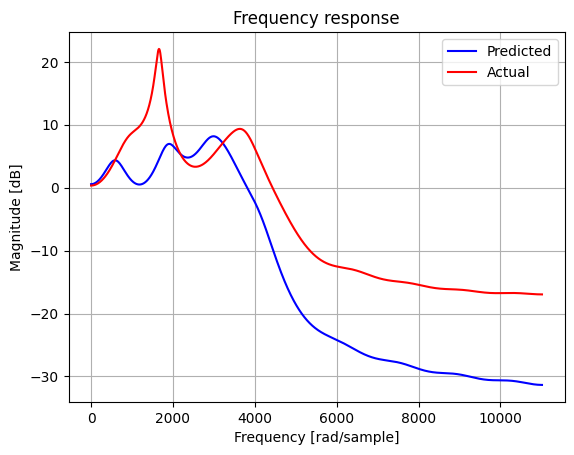 Frequency response
Predicted
Actual
Magnitude [dB]
20
10
0
−10
−20
−30
0
2000
4000
6000
8000
10000
Frequency [rad/sample]